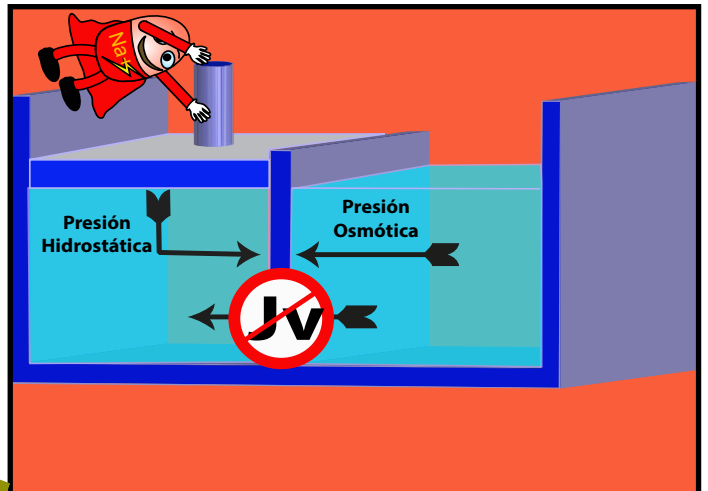 Na+
Presión
Hidrostática
Presión
Osmótica
Jv